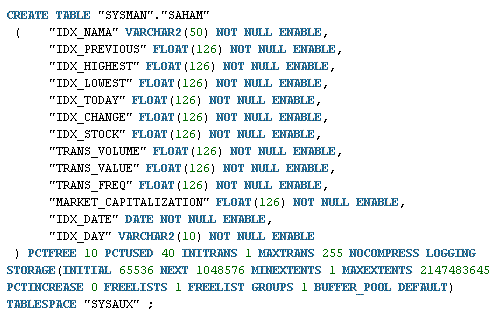 CREATE TABLE "SYSMAN"."SAHAM"
( "IDX_NAMA" VARCHAR2(50) NOT NULL ENABLE,
"IDX_PREVIOUS" FLOAT(126) NOT NULL ENABLE,
"IDX_HIGHEST" FLOAT(126) NOT NULL ENABLE,
"IDX_LOWEST" FLOAT(126) NOT NULL ENABLE,
"IDX_TODAY" FLOAT(126) NOT NULL ENABLE,
"IDX_CHANGE" FLOAT(126) NOT NULL ENABLE,
"IDX_STOCK" FLOAT(126) NOT NULL ENABLE,
"TRANS_VOLUME" FLOAT(126) NOT NULL ENABLE,
"TRANS_VALUE" FLOAT(126) NOT NULL ENABLE,
"TRANS_FREQ" FLOAT(126) NOT NULL ENABLE,
"MARKET_CAPITALIZATION" FLOAT(126) NOT NULL ENABLE,
"IDX_DATE" DATE NOT NULL ENABLE,
"IDX_DAY" VARCHAR2(10) NOT NULL ENABLE
) PCTFREE 10 PCTUSED 40 INITRANS 1 MAXTRANS 255 NOCOMPRESS LOGGING
STORAGE(INITIAL 65536 NEXT 1048576 MINEXTENTS 1 MAXEXTENTS 2147483645
PCTINCREASE 0 FREELISTS 1 FREELIST GROUPS 1 BUFFER_POOL DEFAULT)
TABLESPACE "SYSAUX" ;